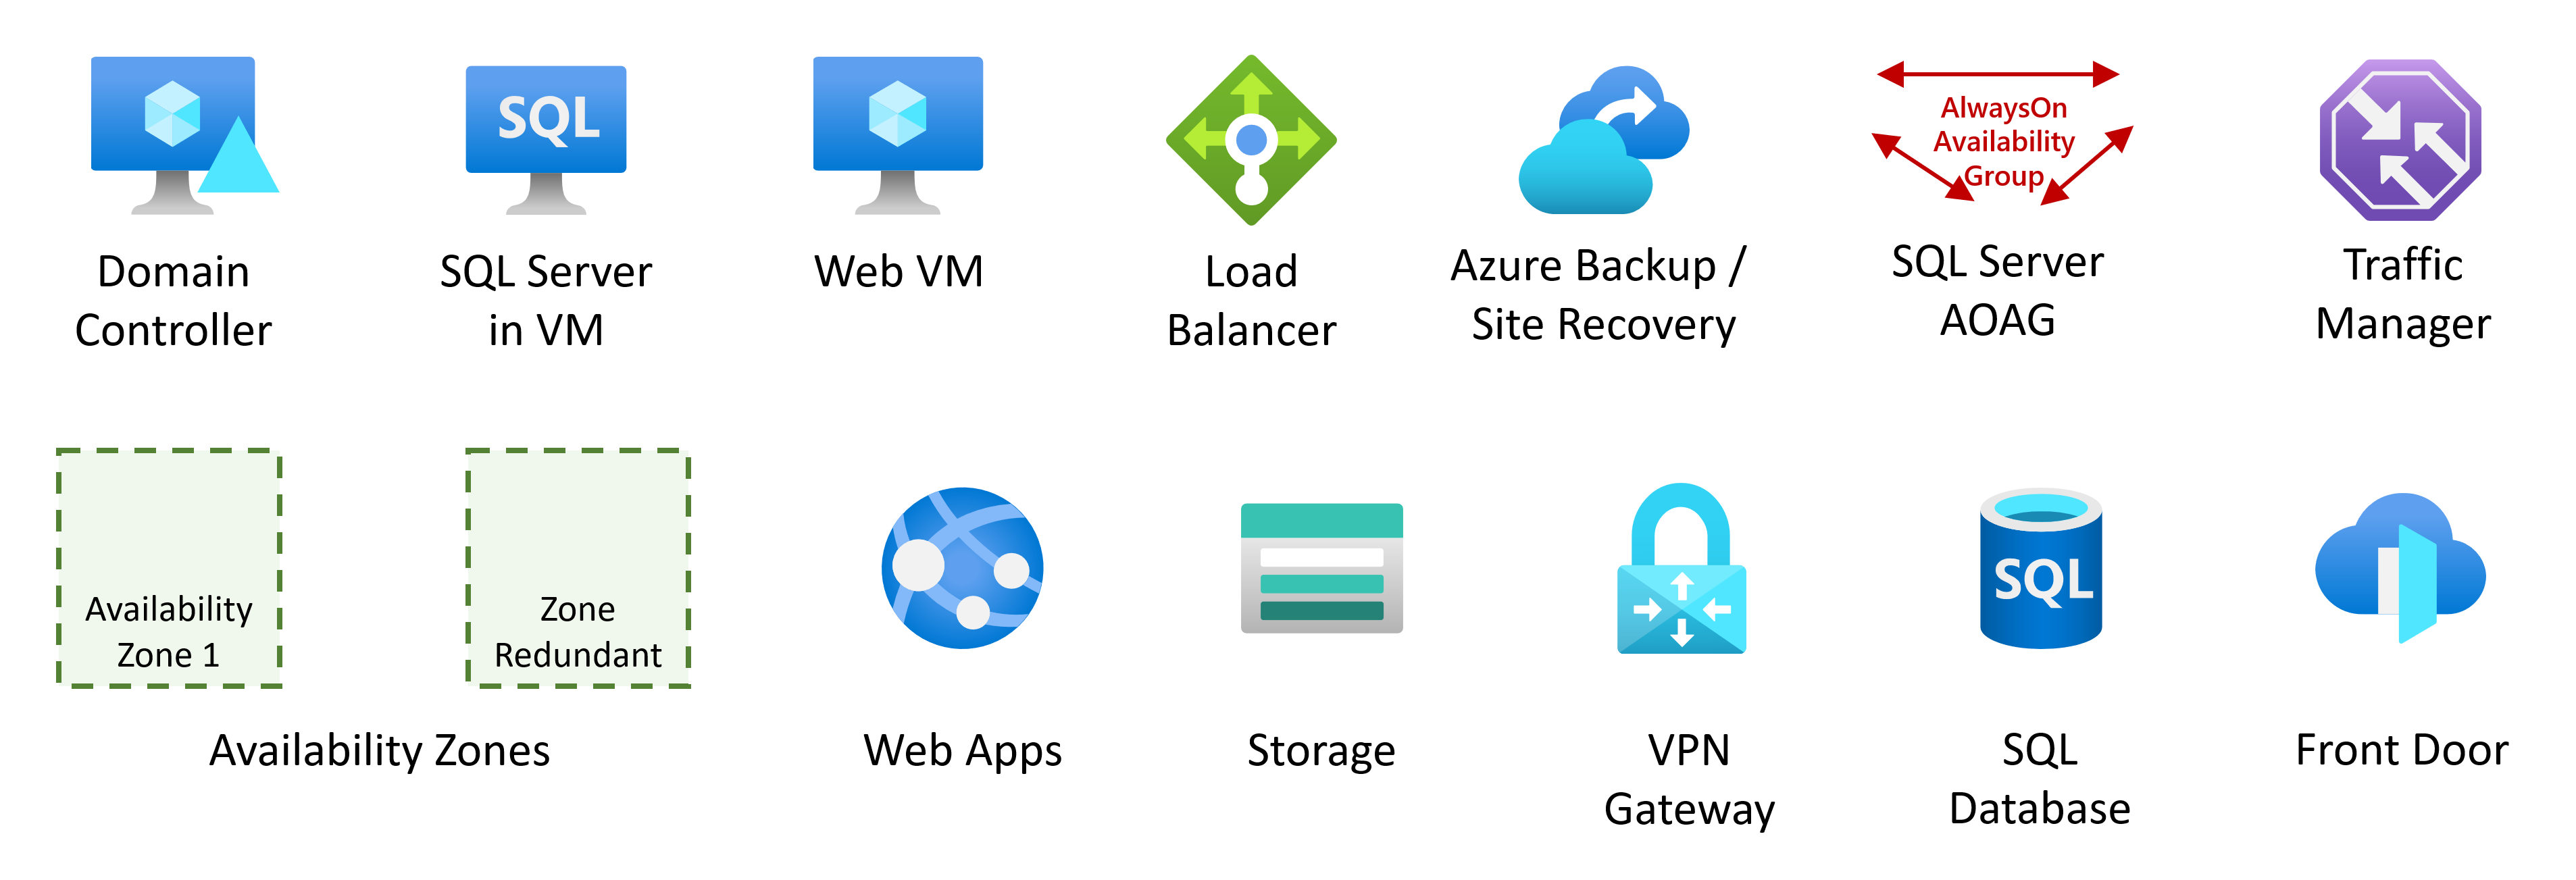 Domain
Controller
SQL
SQL Server
in VM
Web VM
Load
Balancer
Azure Backup /
Site Recovery
AlwaysOn
Availability
Group
SQL Server
AOAG
Traffic
Manager
Availability
Zone 1
Zone
Redundant
Availability Zones
Web Apps
Storage
VPN
Gateway
SQL
SQL
Database
Front Door